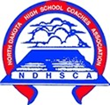 NORTH DAKOTA HIGH SCHOOL COACHES ASSOCIATION
NDHSCA